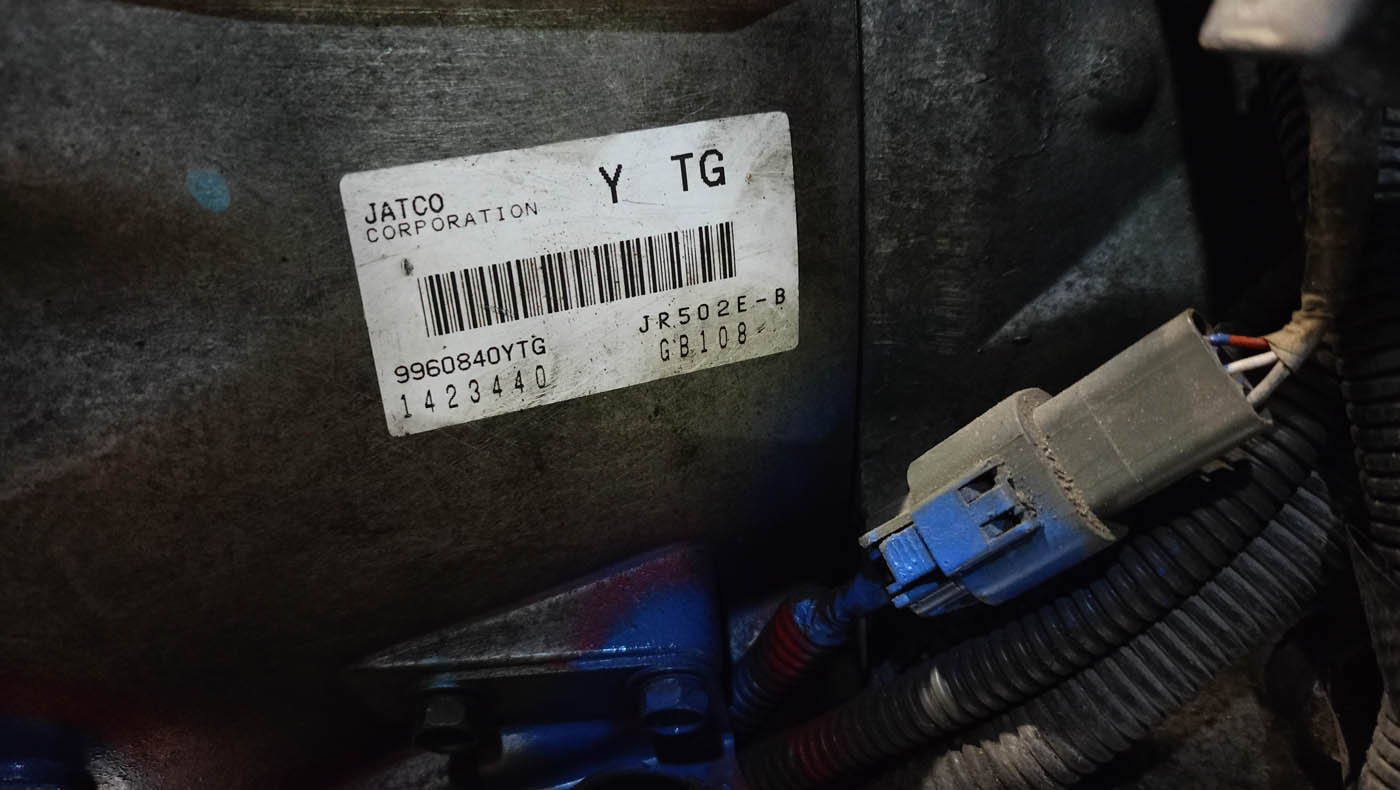 JATCO
CORPORATION
Y TG
9960840YTG
JR502E-B
1423440
GB108